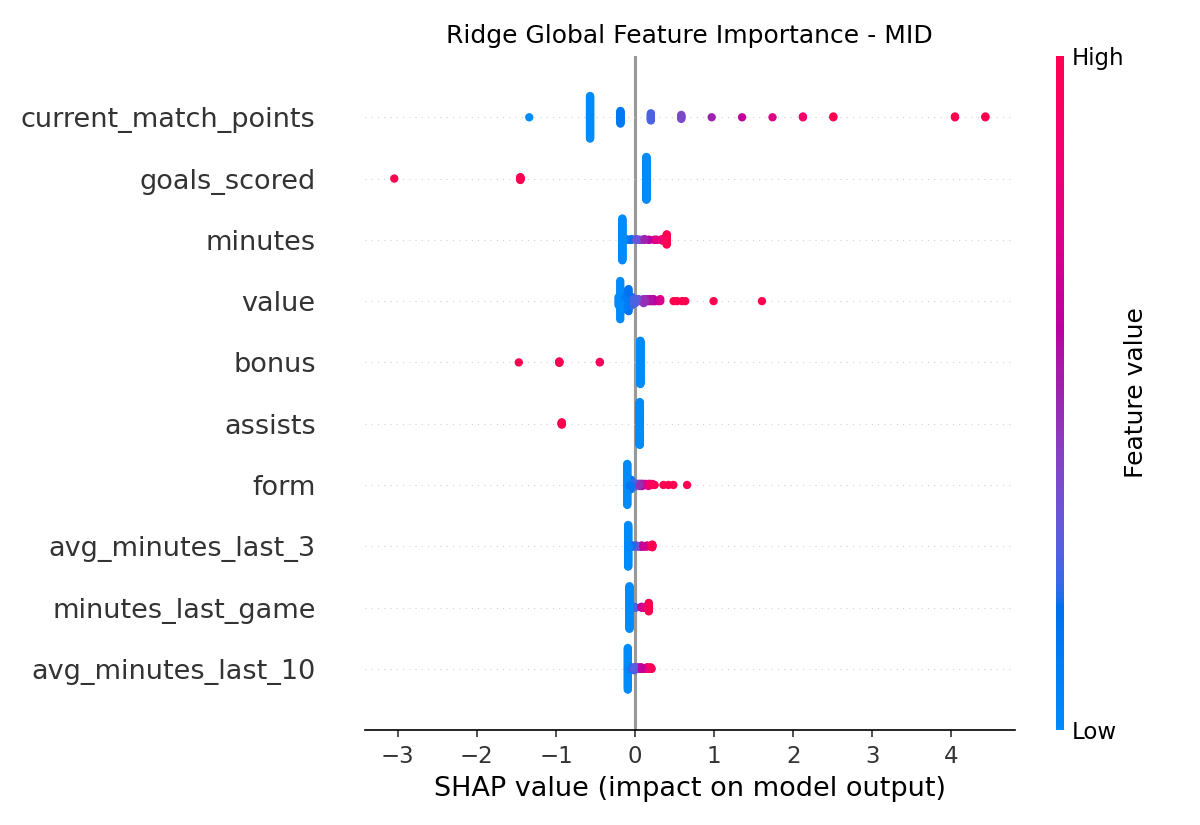 Ridge Global Feature Importance - MID
High
current_match_points
goals_scored
minutes
value
bonus
assists
form
avg_minutes_last_3
minutes_last_game
avg_minutes_last_10
Feature value
Low
−3 −2 −1 0 1 2 3 4
SHAP value (impact on model output)